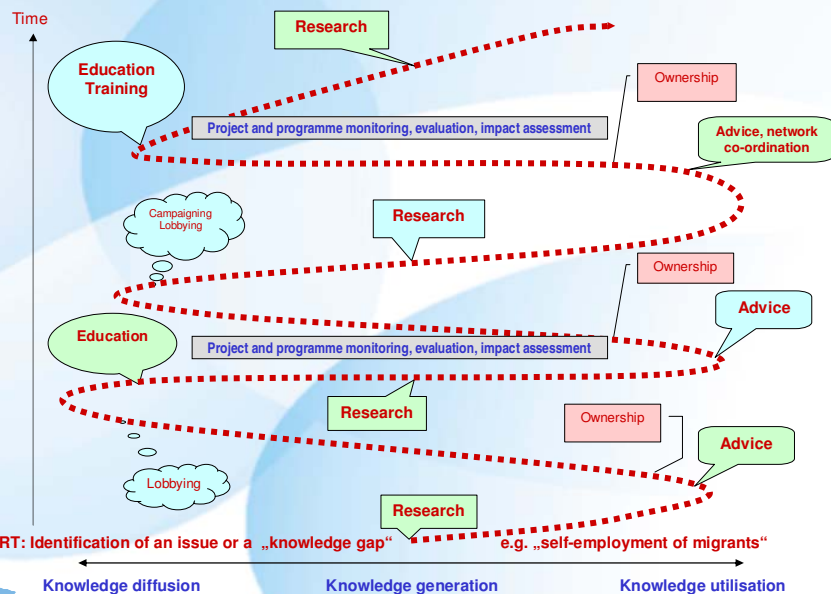 Time
Research
Education
Training
Ownership
Project and programme monitoring, evaluation, impact assessment
Advice, network
co-ordination
Campaigning
Lobbying
Research
Ownership
Advice
Education
Project and programme monitoring, evaluation, impact assessment
Research
Ownership
Advice
Lobbying
Research
RT: Identification of an issue or a „knowledge gap“ e.g. „self-employment of migrants“
Knowledge diffusion Knowledge generation Knowledge utilisation